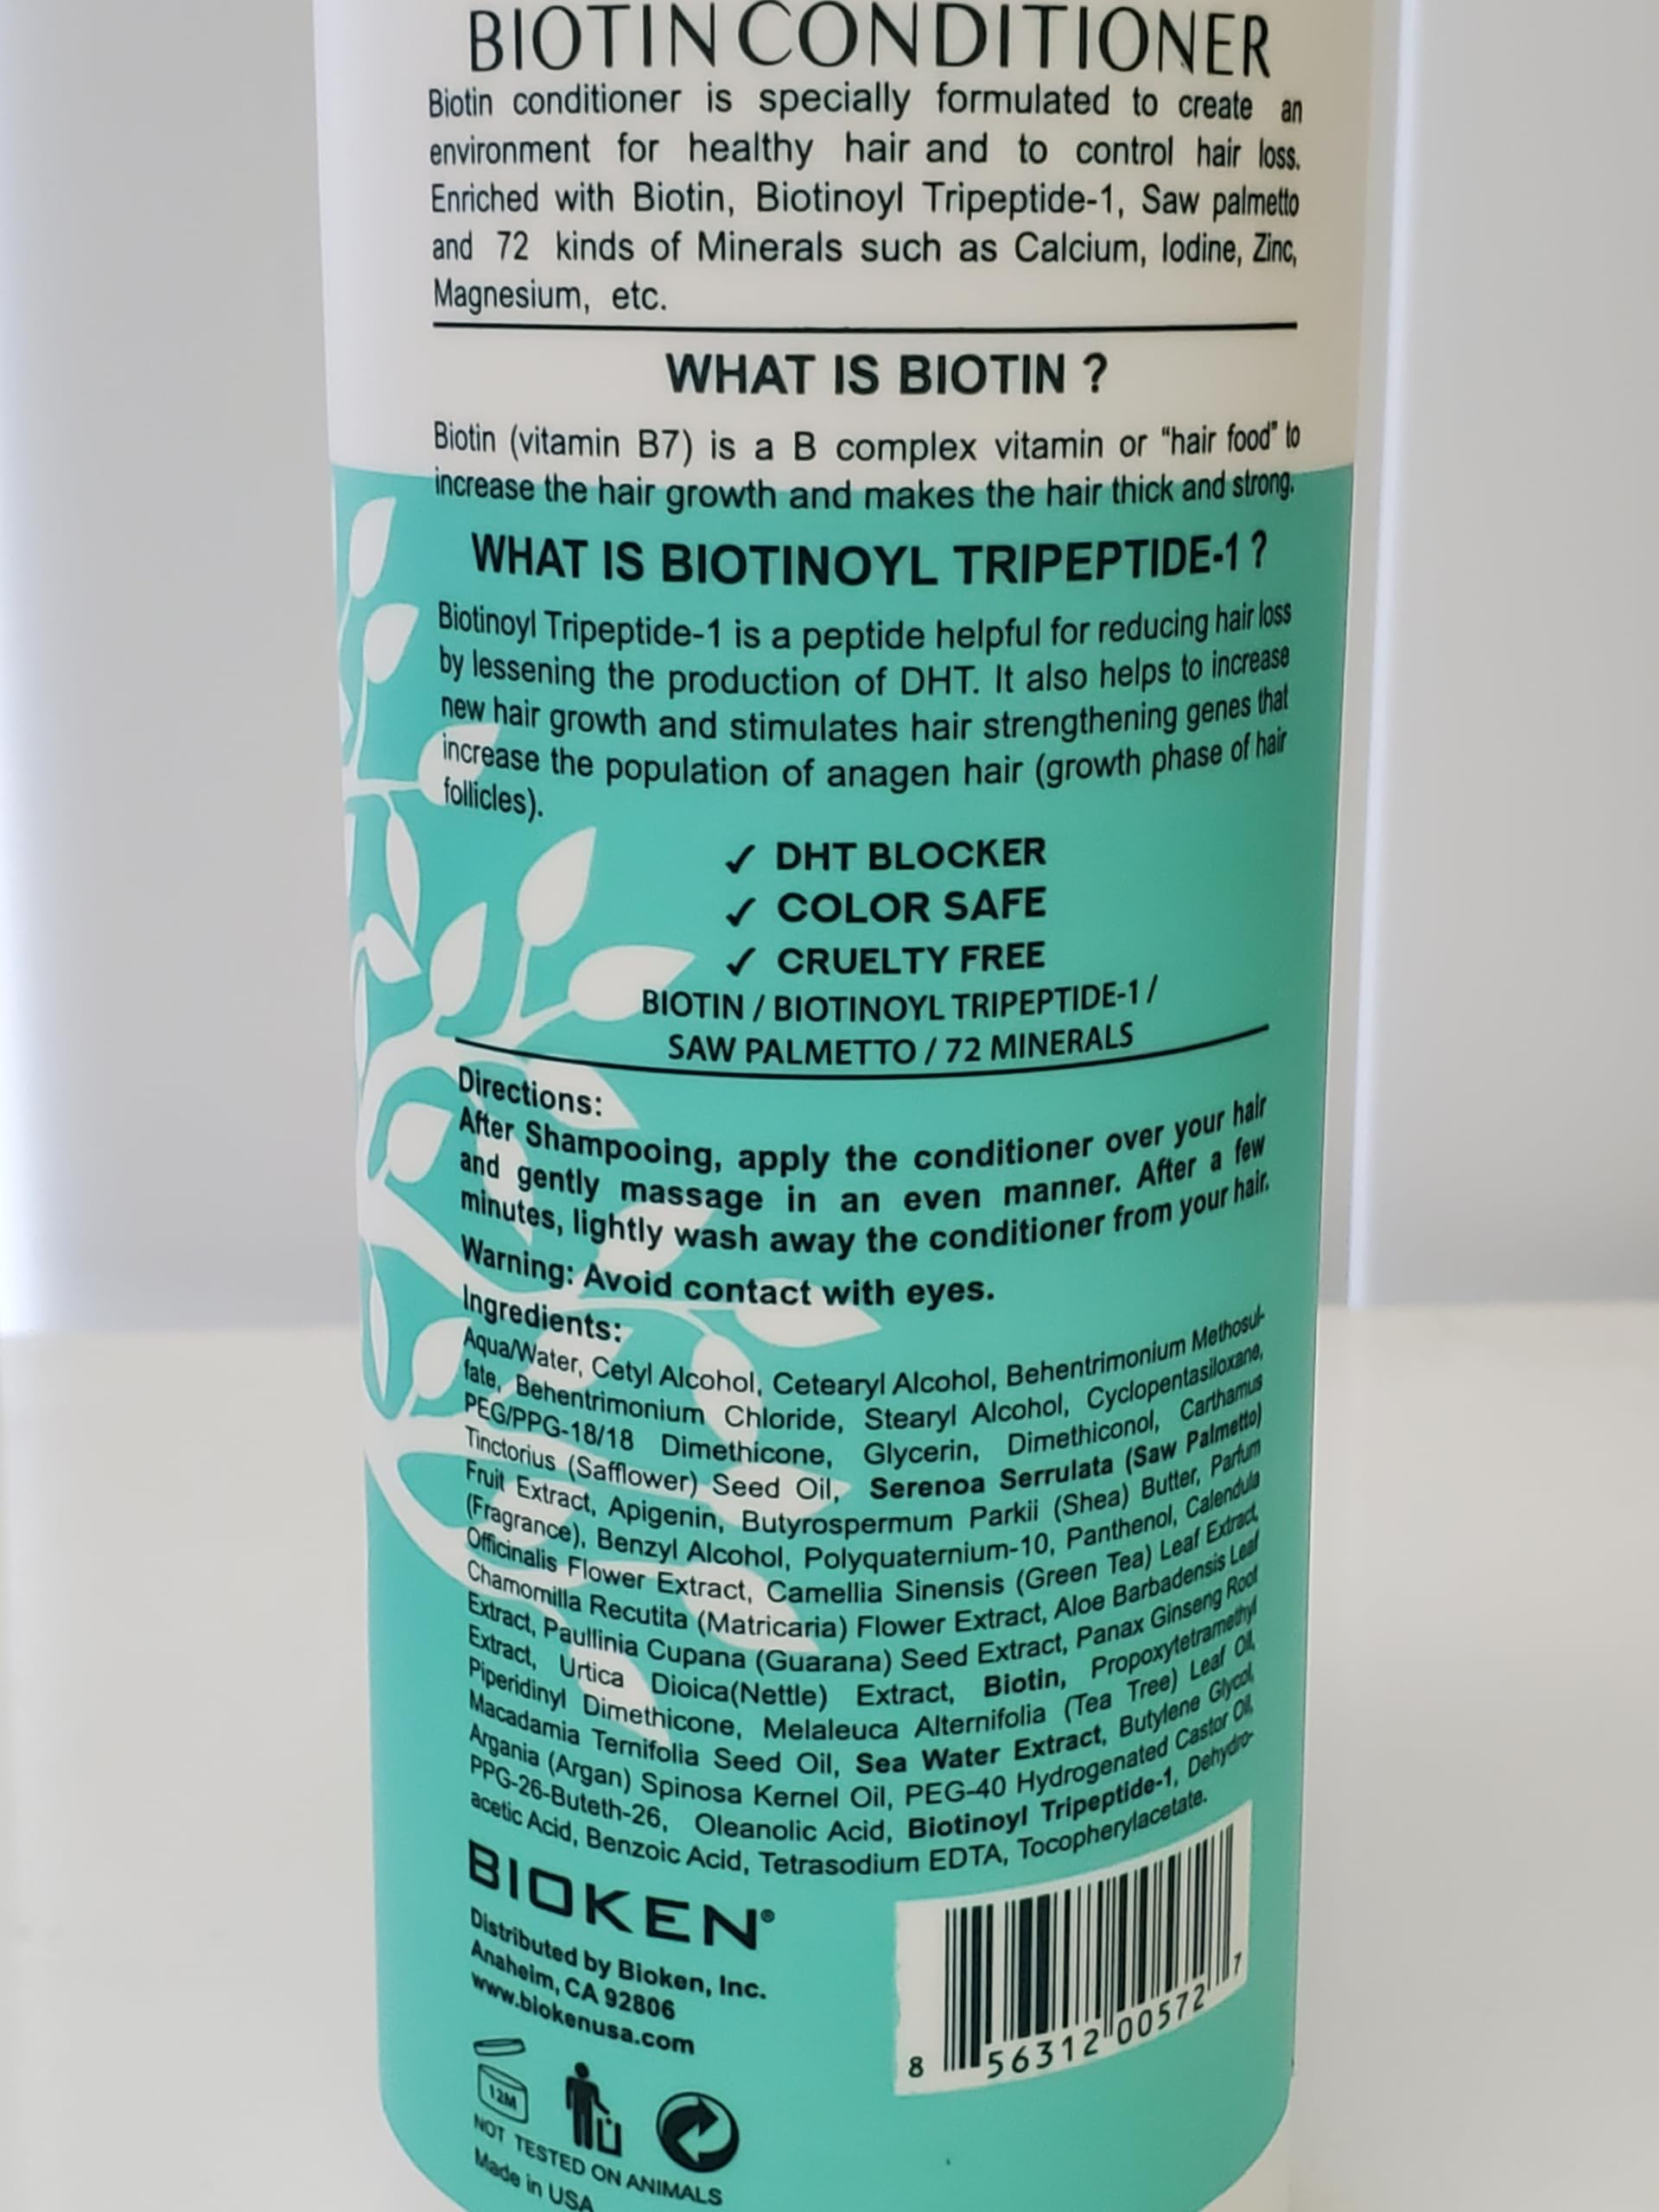 BIOTIN CONDITIONER
Biotin conditioner is specially formulated to create an
environment for healthy hair and to control hair loss.
Enriched with Biotin, Biotinoyl Tripeptide-1, Saw palmetto
and 72 kinds of Minerals such as Calcium, Iodine, Zinc,
Magnesium, etc.
WHAT IS BIOTIN ?
Biotin (vitamin B7) is a B complex vitamin or "hair food" to
increase the hair growth and makes the hair thick and strong.
WHAT IS BIOTINOYL TRIPEPTIDE-1 ?
Biotinoyl Tripeptide-1 is a peptide helpful for reducing hair loss
by lessening the production of DHT. It also helps to increase
new hair growth and stimulates hair strengthening genes that
increase the population of anagen hair (growth phase of hair
follicles).
✓ DHT BLOCKER
✓ COLOR SAFE
✓ CRUELTY FREE
BIOTIN / BIOTINOYL TRIPEPTIDE-1 /
SAW PALMETTO / 72 MINERALS
Directions:
After Shampooing, apply the conditioner over your hair
and gently massage in an even manner. After a few
minutes, lightly wash away the conditioner from your hair.
Warning: Avoid contact with eyes.
Ingredients:
Aqua/Water, Cetyl Alcohol, Cetearyl Alcohol, Behentrimonium Methosul-
fate, Behentrimonium Chloride, Stearyl Alcohol, Cyclopentasiloxane,
PEG/PPG-18/18 Dimethicone, Glycerin, Dimethiconol, Carthamus
Tinctorius (Safflower) Seed Oil, Serenoa Serrulata (Saw Palmetto)
Fruit Extract, Apigenin, Butyrospermum Parkii (Shea) Butter, Parfum
(Fragrance), Benzyl Alcohol, Polyquaternium-10, Panthenol, Calendula
Officinalis Flower Extract, Camellia Sinensis (Green Tea) Leaf Extract,
Chamomilla Recutita (Matricaria) Flower Extract, Aloe Barbadensis Leaf
Extract, Paullinia Cupana (Guarana) Seed Extract, Panax Ginseng Root
Extract, Urtica Dioica(Nettle) Extract, Biotin, Propoxytetramethyl
Piperidinyl Dimethicone, Melaleuca Alternifolia (Tea Tree) Leaf Oil,
Macadamia Ternifolia Seed Oil, Sea Water Extract, Butylene Glycol,
Argania (Argan) Spinosa Kernel Oil, PEG-40 Hydrogenated Castor Oil,
PPG-26-Buteth-26, Oleanolic Acid, Biotinoyl Tripeptide-1, Dehydro-
acetic Acid, Benzoic Acid, Tetrasodium EDTA, Tocopherylacetate.
BIOKEN®
Distributed by Bioken, Inc.
Anaheim, CA 92806
www.biokenusa.com
8 56312 00572 7
12M
NOT TESTED ON ANIMALS
Made in USA